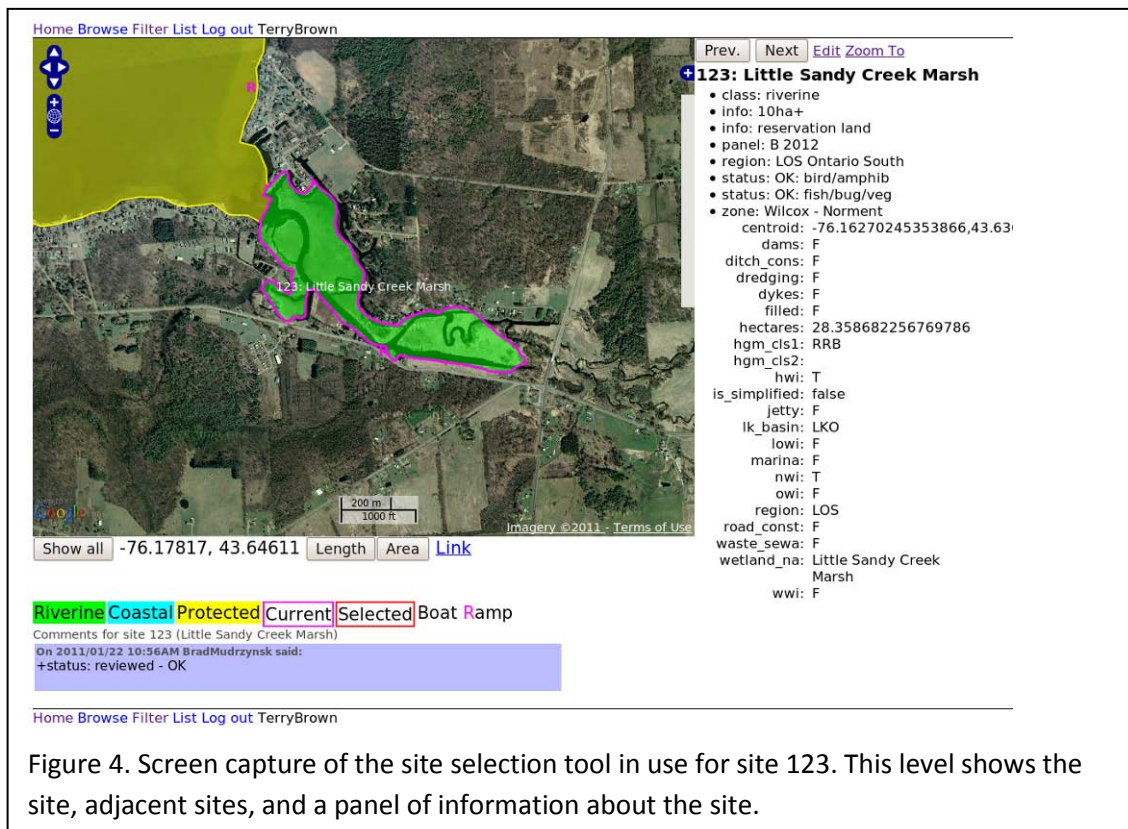 Home Browse Filter List Log out TerryBrown
Prev. Next Edit Zoom To
R
123: Little Sandy Creek Marsh
• class: riverine
• info: 10ha+
• info: reservation land
• panel: B 2012
• region: LOS Ontario South
• status: OK: bird/amphib
• status: OK: fish/bug/veg
• zone: Wilcox - Norment
centroid: -76.16270245353866,43.63
dams: F
ditch_cons: F
dredging: F
dykes: F
filled: F
hectares: 28.358682256769786
hgm_cls1: RRB
hgm_cls2:
hwi: T
is_simplified: false
jetty: F
lk_basin: LKO
lowi: F
marina: F
nwi: T
owi: F
region: LOS
road_const: F
waste_sewa: F
wetland_na: Little Sandy Creek
Marsh
wwi: F
123: Little Sandy Creek Marsh
Google
200 m
1000 ft
Imagery ©2011 - Terms of Use
Show all -76.17817, 43.64611 Length Area Link
Riverine Coastal Protected Current Selected Boat Ramp
Comments for site 123 (Little Sandy Creek Marsh)
On 2011/01/22 10:56AM BradMudrzynsk said:
+status: reviewed - OK
Home Browse Filter List Log out TerryBrown
Figure 4. Screen capture of the site selection tool in use for site 123. This level shows the
site, adjacent sites, and a panel of information about the site.